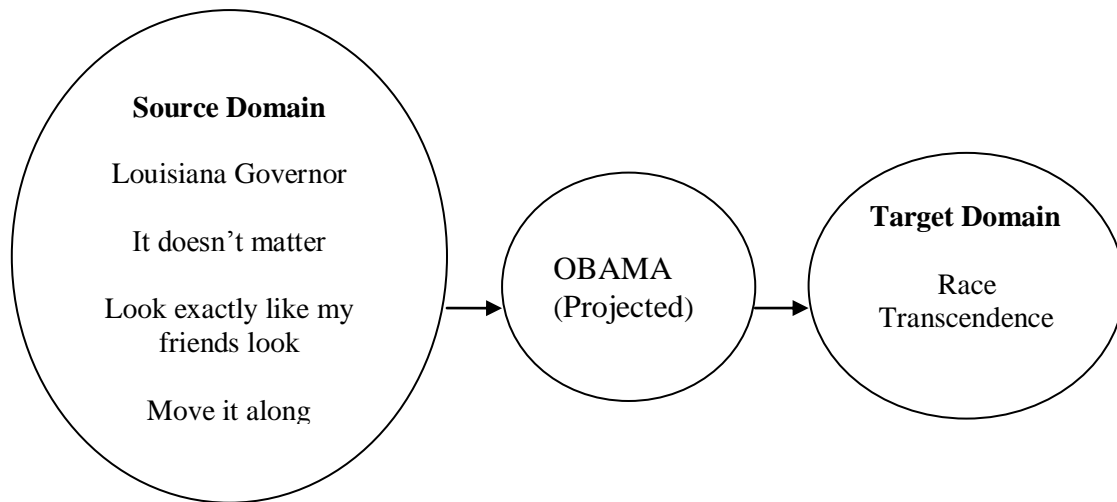 Source Domain
Louisiana Governor
It doesn’t matter
Look exactly like my
friends look
Move it along
OBAMA
(Projected)
Target Domain
Race
Transcendence